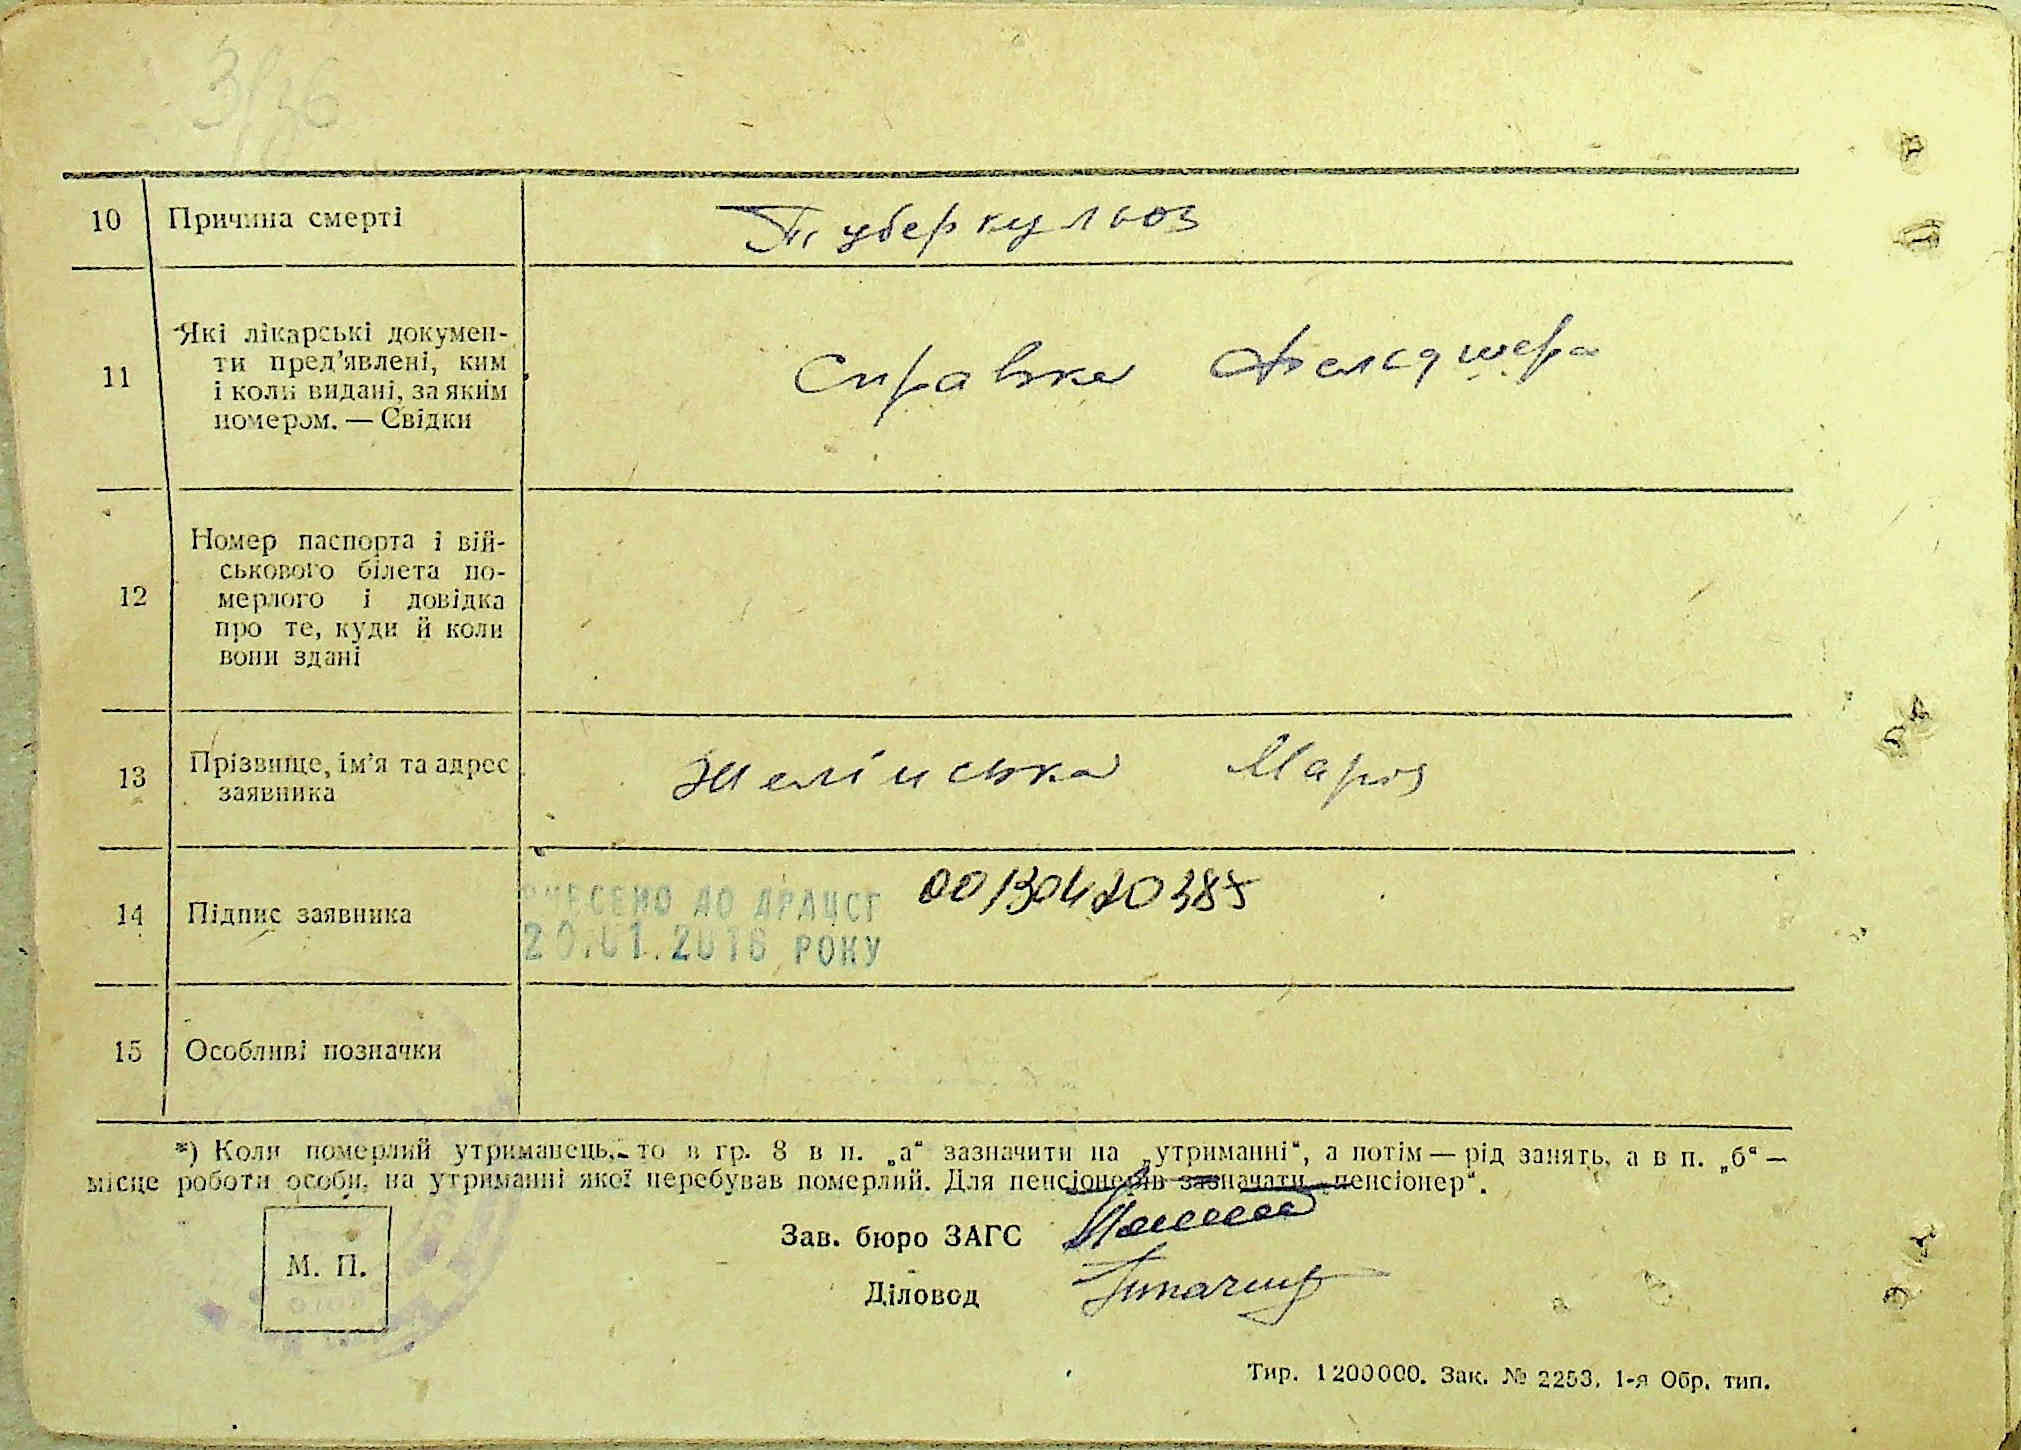 10 Причина смерті Туберкульоз
11 Які лікарські докумен-
ти пред’явлені, ким
і коли видані, за яким
номером. — Свідки
Справка Фелдшера
12 Номер паспорта і вій-
ськового білета по-
мерлого і довідка
про те, куди й коли
вони здані
13 Прізвище, ім’я та адрес
заявника
Желінська Марія
14 Підпис заявника
ВНЕСЕНО ДО ДРАЦСГ
20.01.2016 РОКУ
00130420385
15 Особливі позначки
*) Коли померлий утриманець, то в гр. 8 в п. „а“ зазначити на „утриманні“, а потім — рід занять, а в п. „б“ —
місце роботи особи, на утриманні якої перебував померлий. Для пенсіонерів зазначати „пенсіонер“.
М. П.
Зав. бюро ЗАГС
Діловод
Тир. 1200000. Зак. № 2253. 1-я Обр. тип.